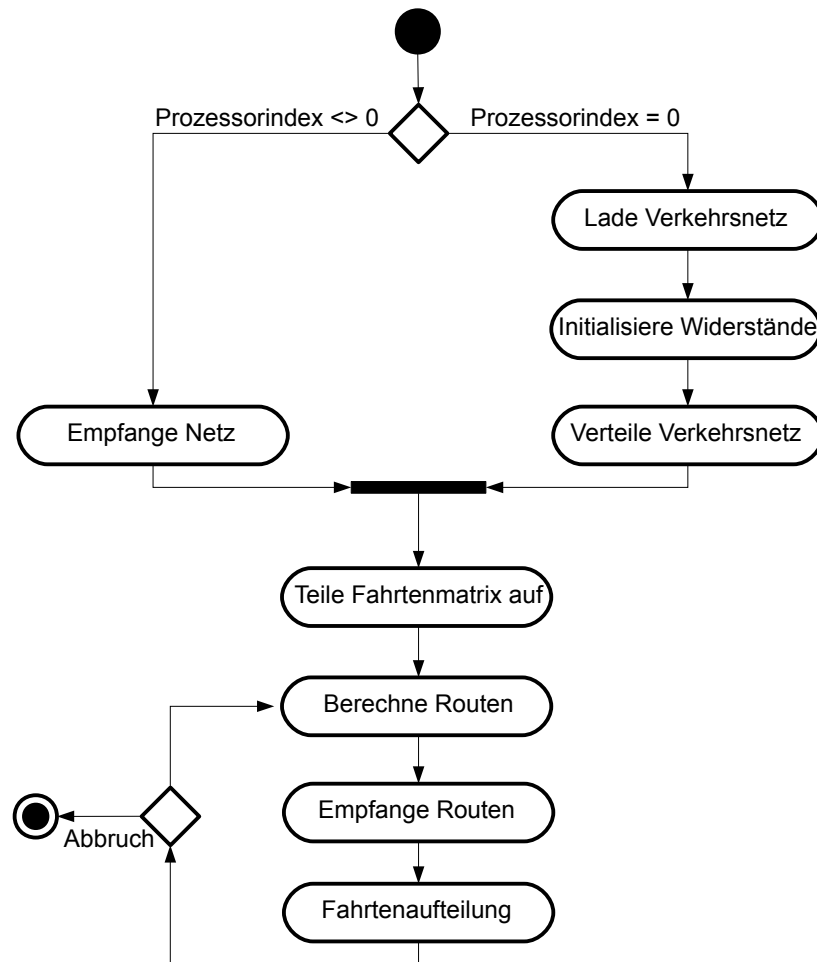 Prozessorindex <> 0
Prozessorindex = 0
Lade Verkehrsnetz
Initialisiere Widerstände
Empfange Netz
Verteile Verkehrsnetz
Teile Fahrtenmatrix auf
Berechne Routen
Empfange Routen
Abbruch
Fahrtenaufteilung